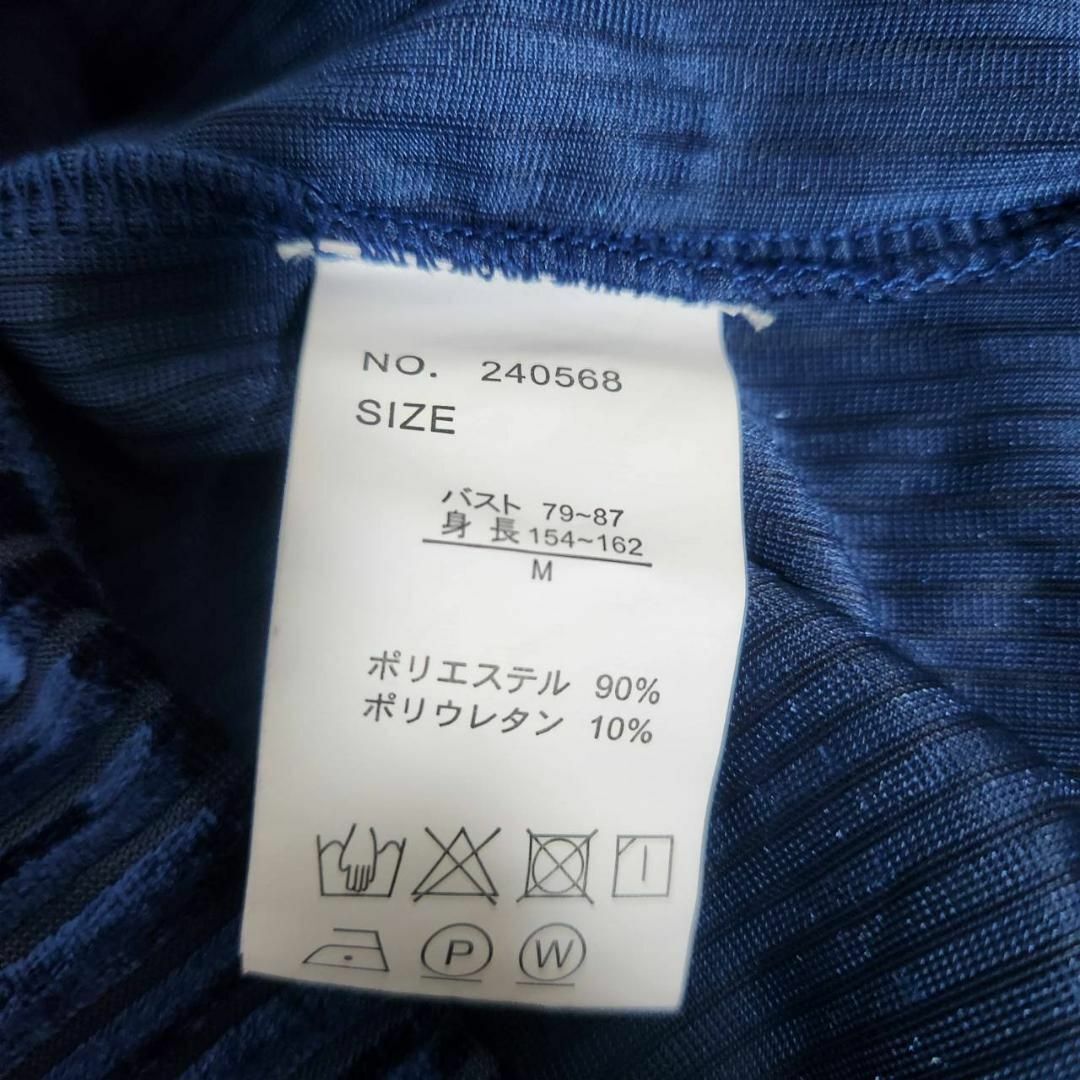 NO. 240568
SIZE
バスト 79~87
身長 154~162
M
ポリエステル 90%
ポリウレタン 10%
P W